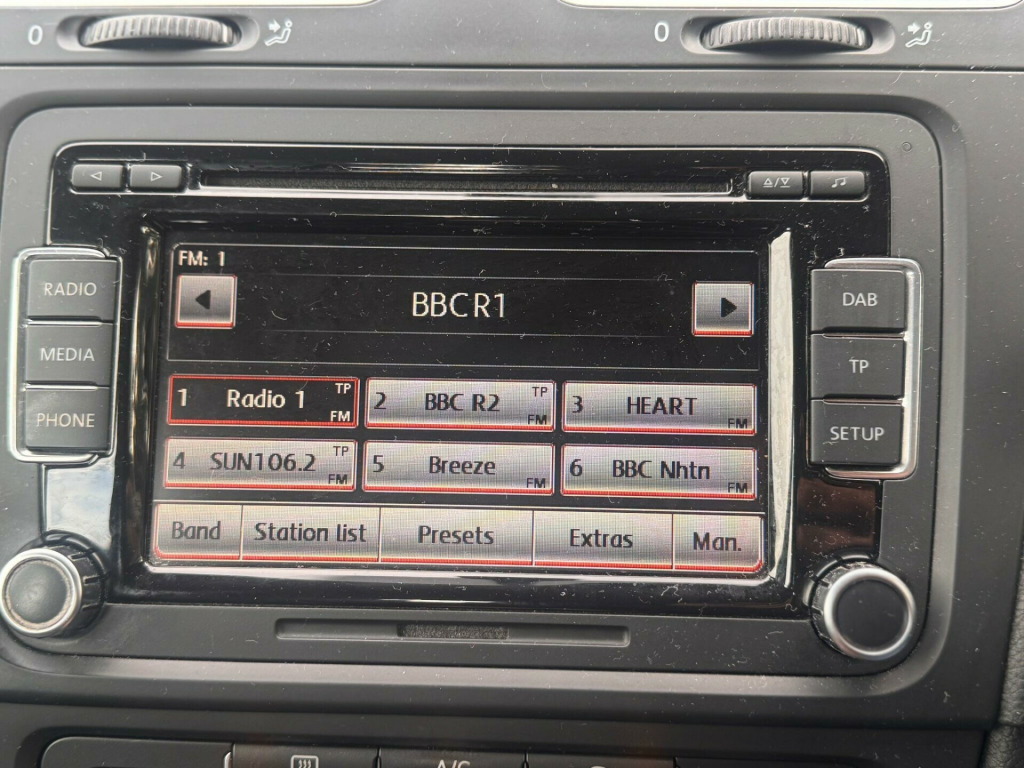 0 0
RADIO
MEDIA
PHONE
FM: 1
BBC R1
1 Radio 1 TP FM
2 BBC R2 TP FM
3 HEART FM
4 SUN106.2 TP FM
5 Breeze FM
6 BBC Nhtn FM
Band Station list Presets Extras Man.
DAB
TP
SETUP
A/C